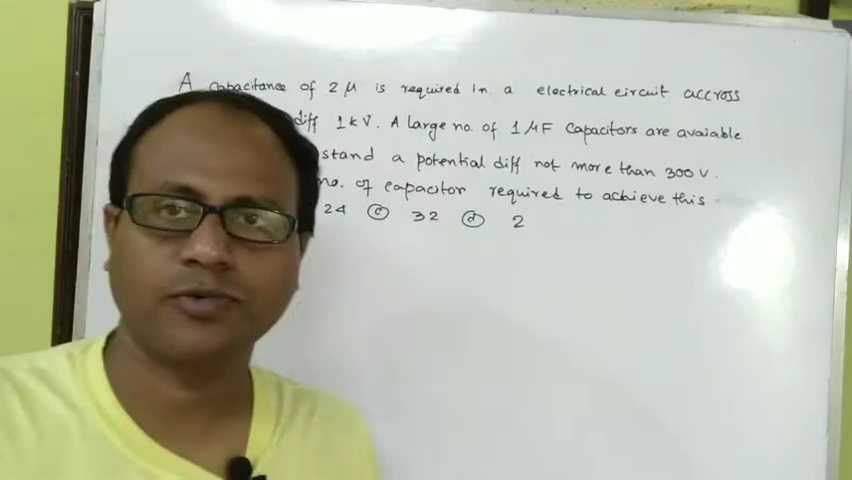 A capacitance of 2 μ is required in a electrical circuit accross
diff 1 kV. A large no. of 1 μF capacitors are avaiable
stand a potential diff not more than 300 V.
no. of capacitor required to achieve this
24 (c) 32 (d) 2